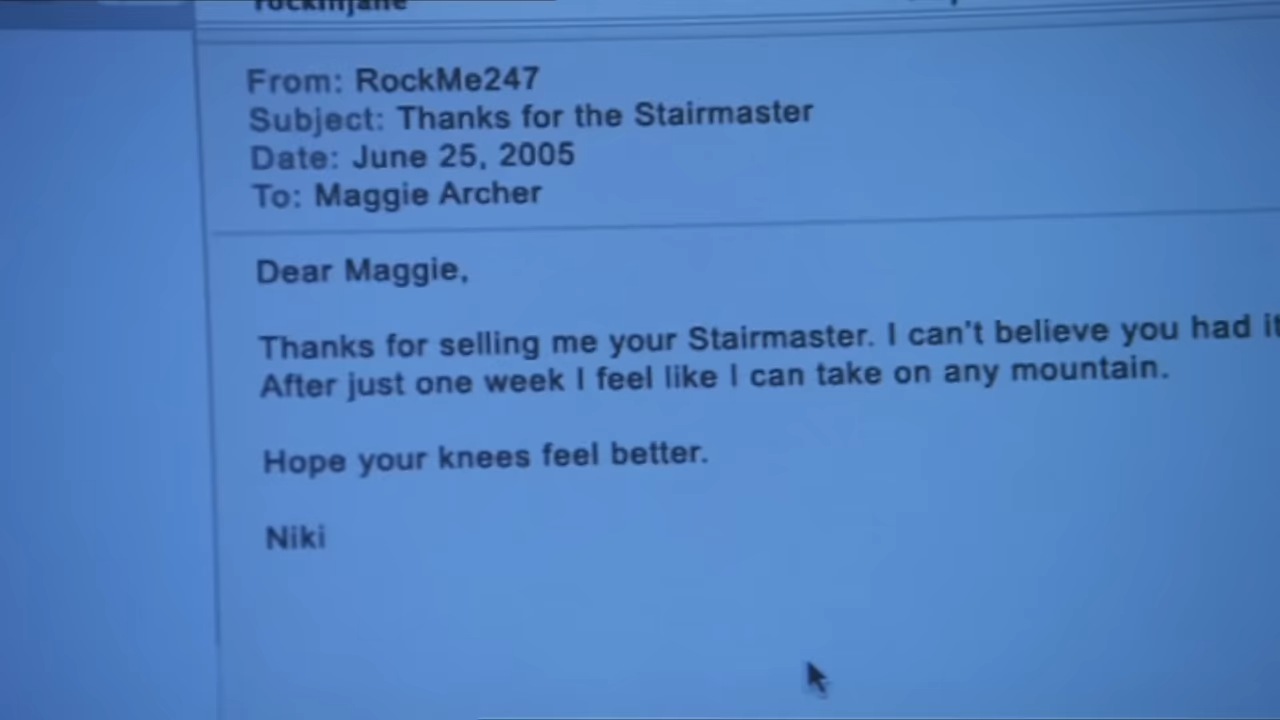 rockinjane
From: RockMe247
Subject: Thanks for the Stairmaster
Date: June 25, 2005
To: Maggie Archer
Dear Maggie,
Thanks for selling me your Stairmaster. I can't believe you had it
After just one week I feel like I can take on any mountain.
Hope your knees feel better.
Niki